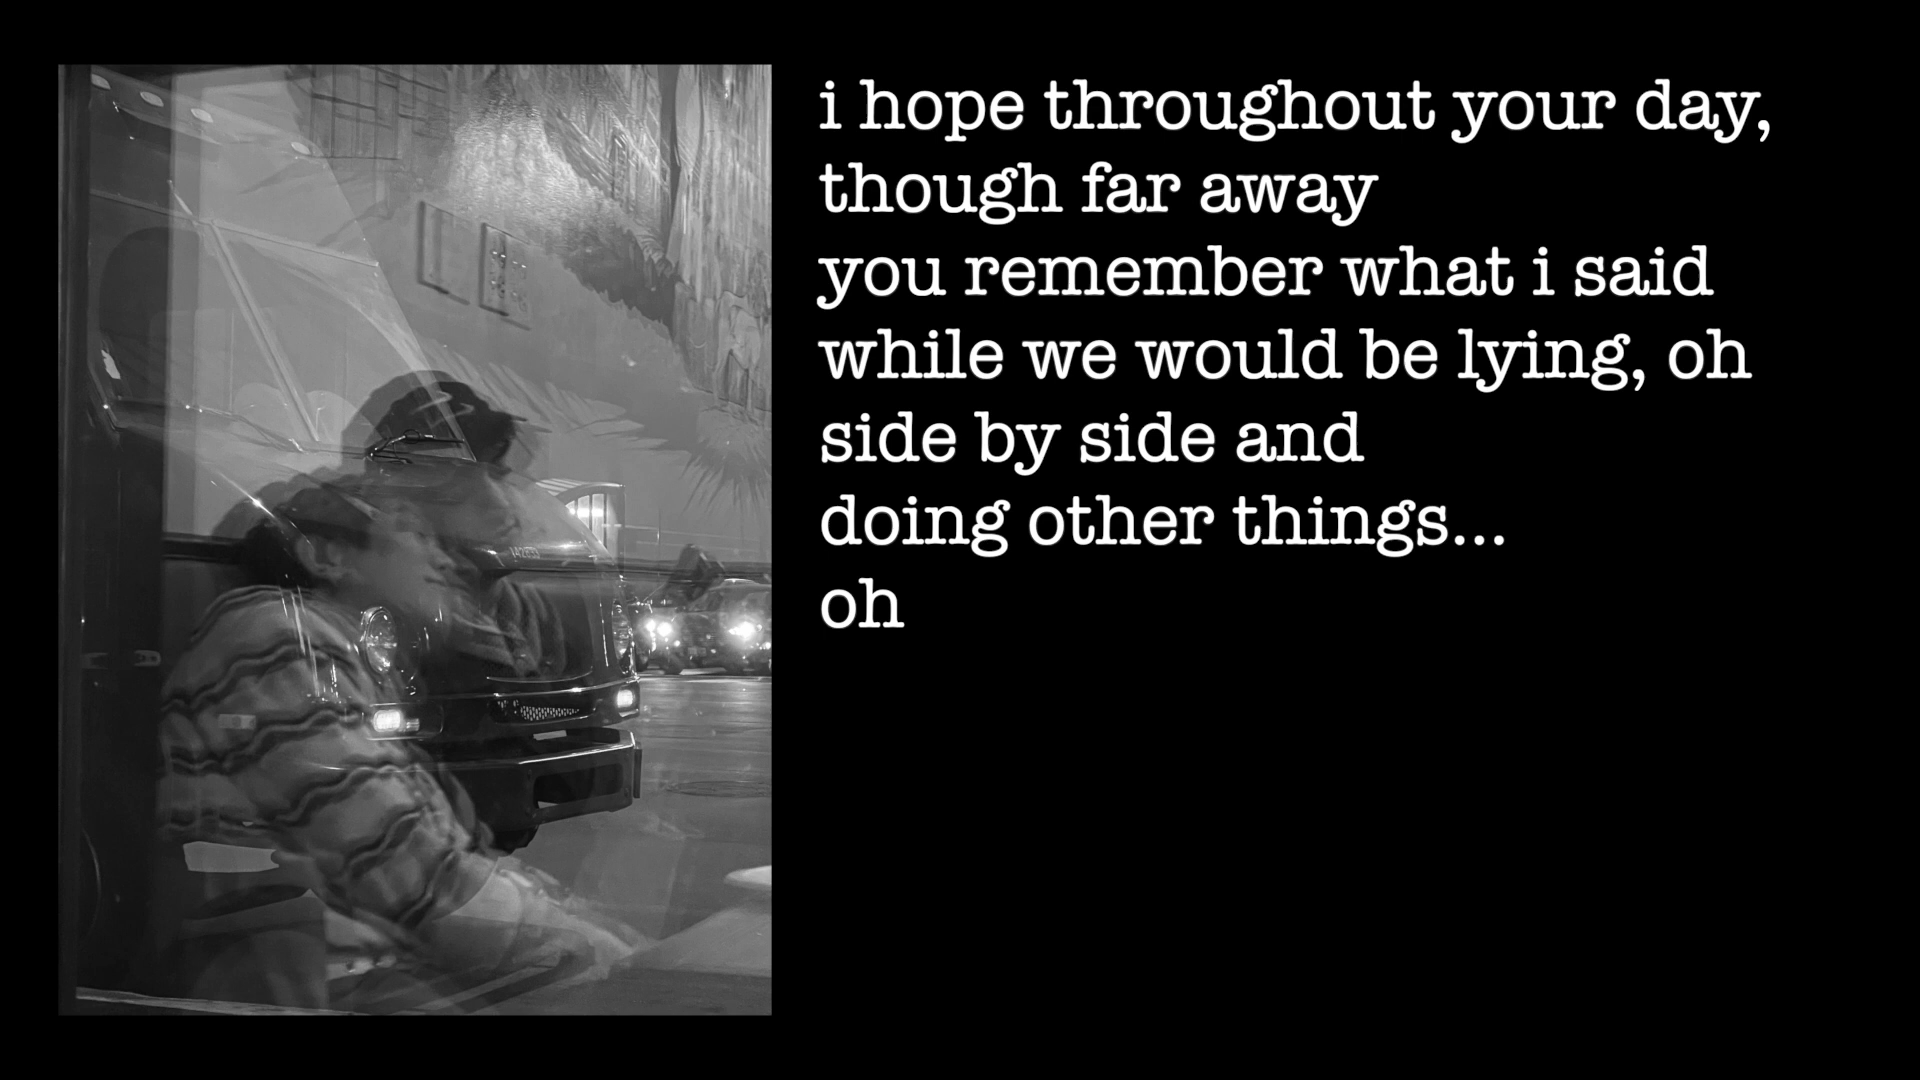 i hope throughout your day,
though far away
you remember what i said
while we would be lying, oh
side by side and
doing other things...
oh